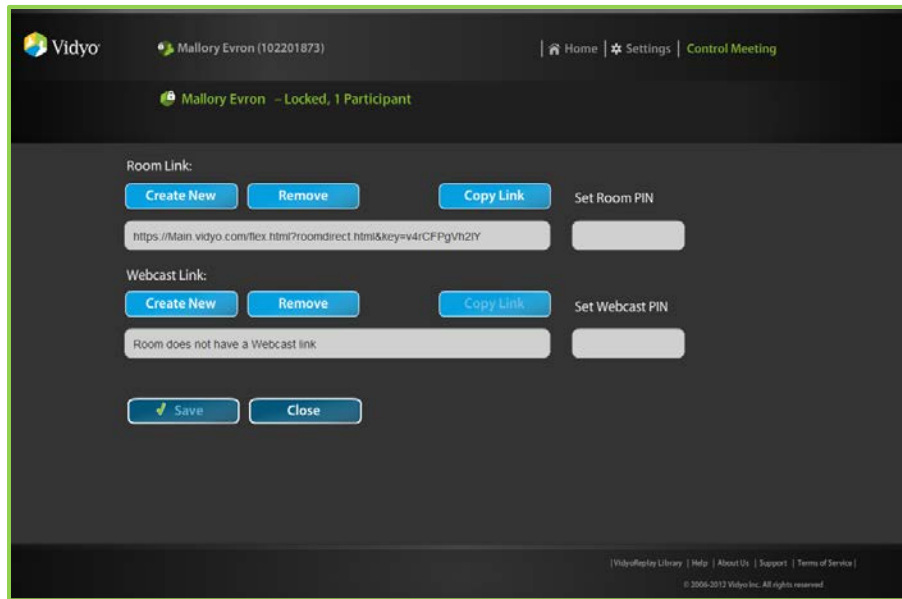 Vidyo
Mallory Evron (102201873)
| Home | Settings | Control Meeting
Mallory Evron – Locked, 1 Participant
Room Link:
Create New Remove Copy Link Set Room PIN
https://Main.vidyo.com/flex.html?roomdirect.html&key=v4rCFPgVh2lY
Webcast Link:
Create New Remove Copy Link Set Webcast PIN
Room does not have a Webcast link
Save Close
| VidyoReplay Library | Help | About Us | Support | Terms of Service |
© 2006-2012 Vidyo Inc. All rights reserved